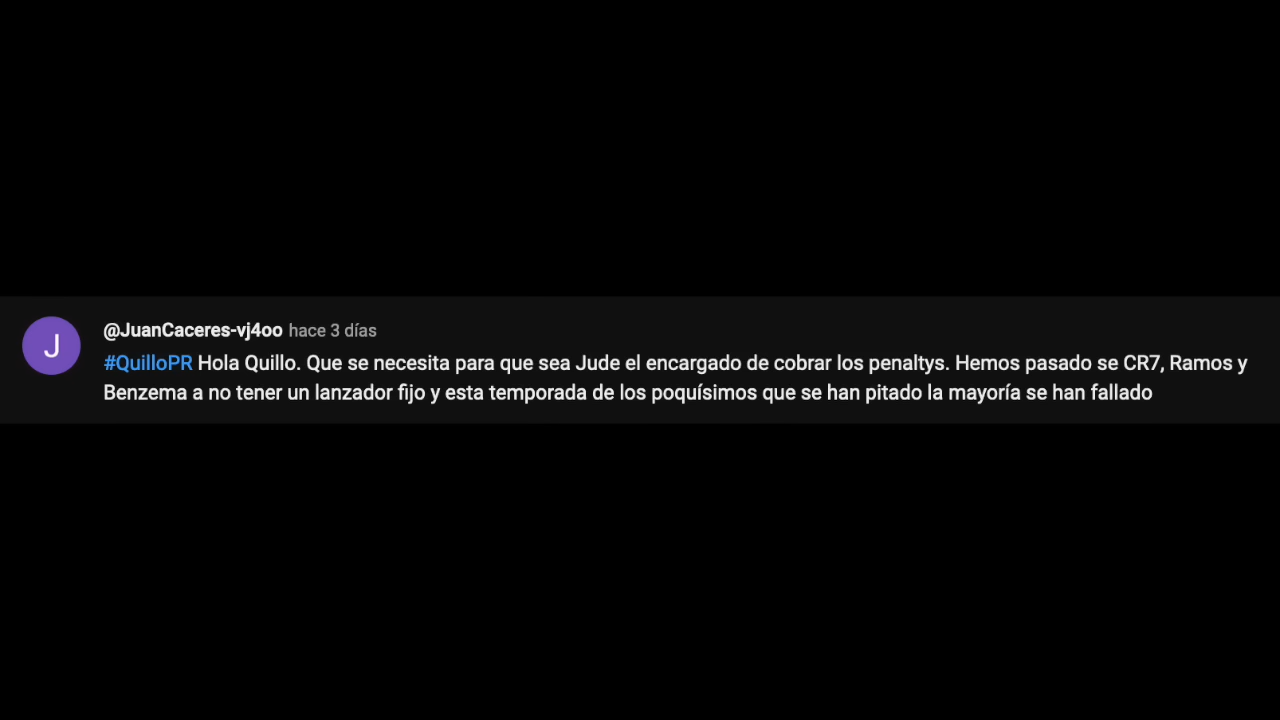 J
@JuanCaceres-vj4oo hace 3 días
#QuilloPR Hola Quillo. Que se necesita para que sea Jude el encargado de cobrar los penaltys. Hemos pasado se CR7, Ramos y
Benzema a no tener un lanzador fijo y esta temporada de los poquísimos que se han pitado la mayoría se han fallado